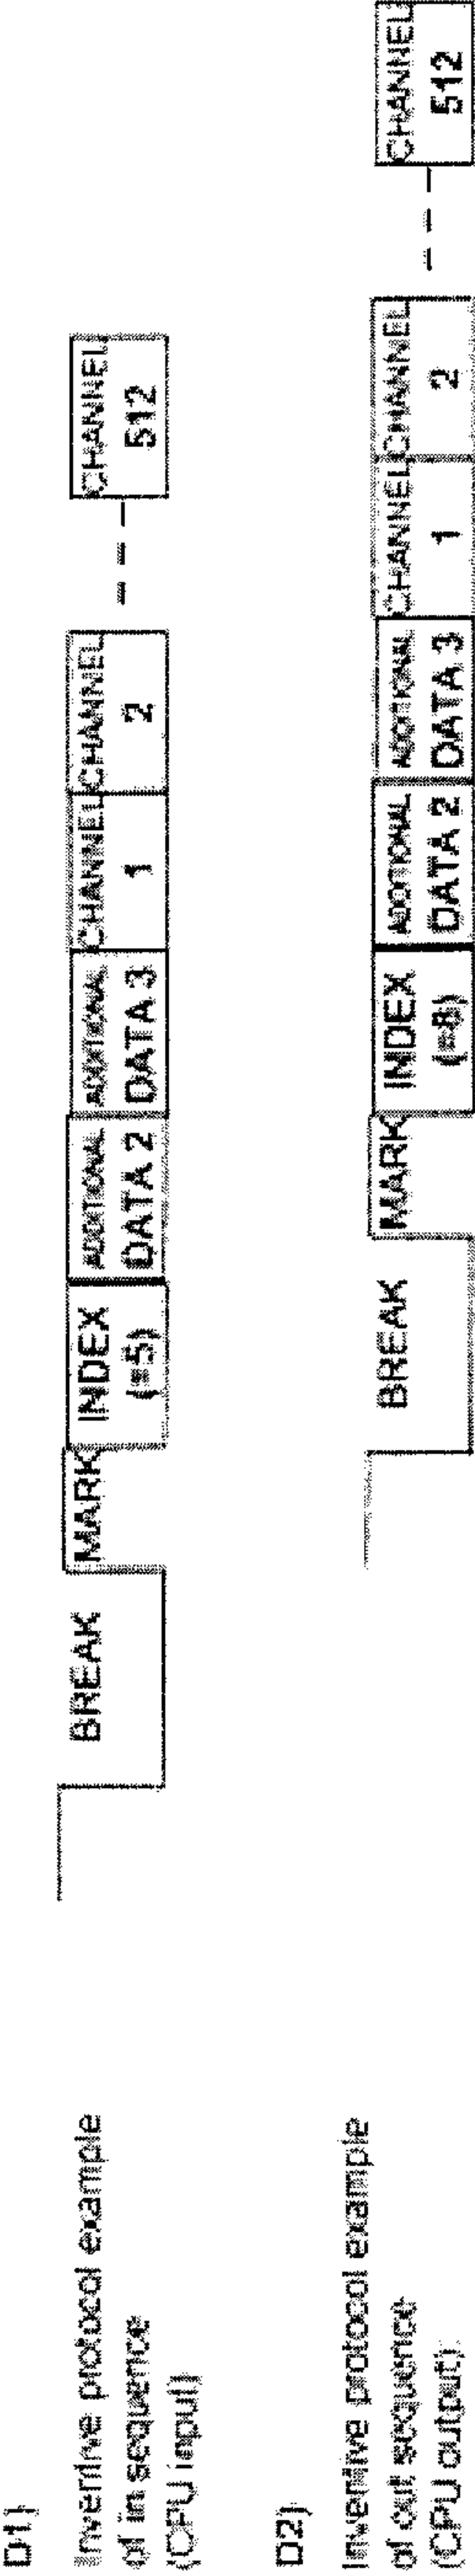 D1)
Inventive protocol example
of in sequence
(CPU input)
BREAK
MARK
INDEX
(=5)
ADDITIONAL
DATA 2
ADDITIONAL
DATA 3
CHANNEL
1
CHANNEL
2
CHANNEL
512
D2)
Inventive protocol example
of out sequence
(CPU output)
BREAK
MARK
INDEX
(=8)
ADDITIONAL
DATA 2
ADDITIONAL
DATA 3
CHANNEL
1
CHANNEL
2
CHANNEL
512